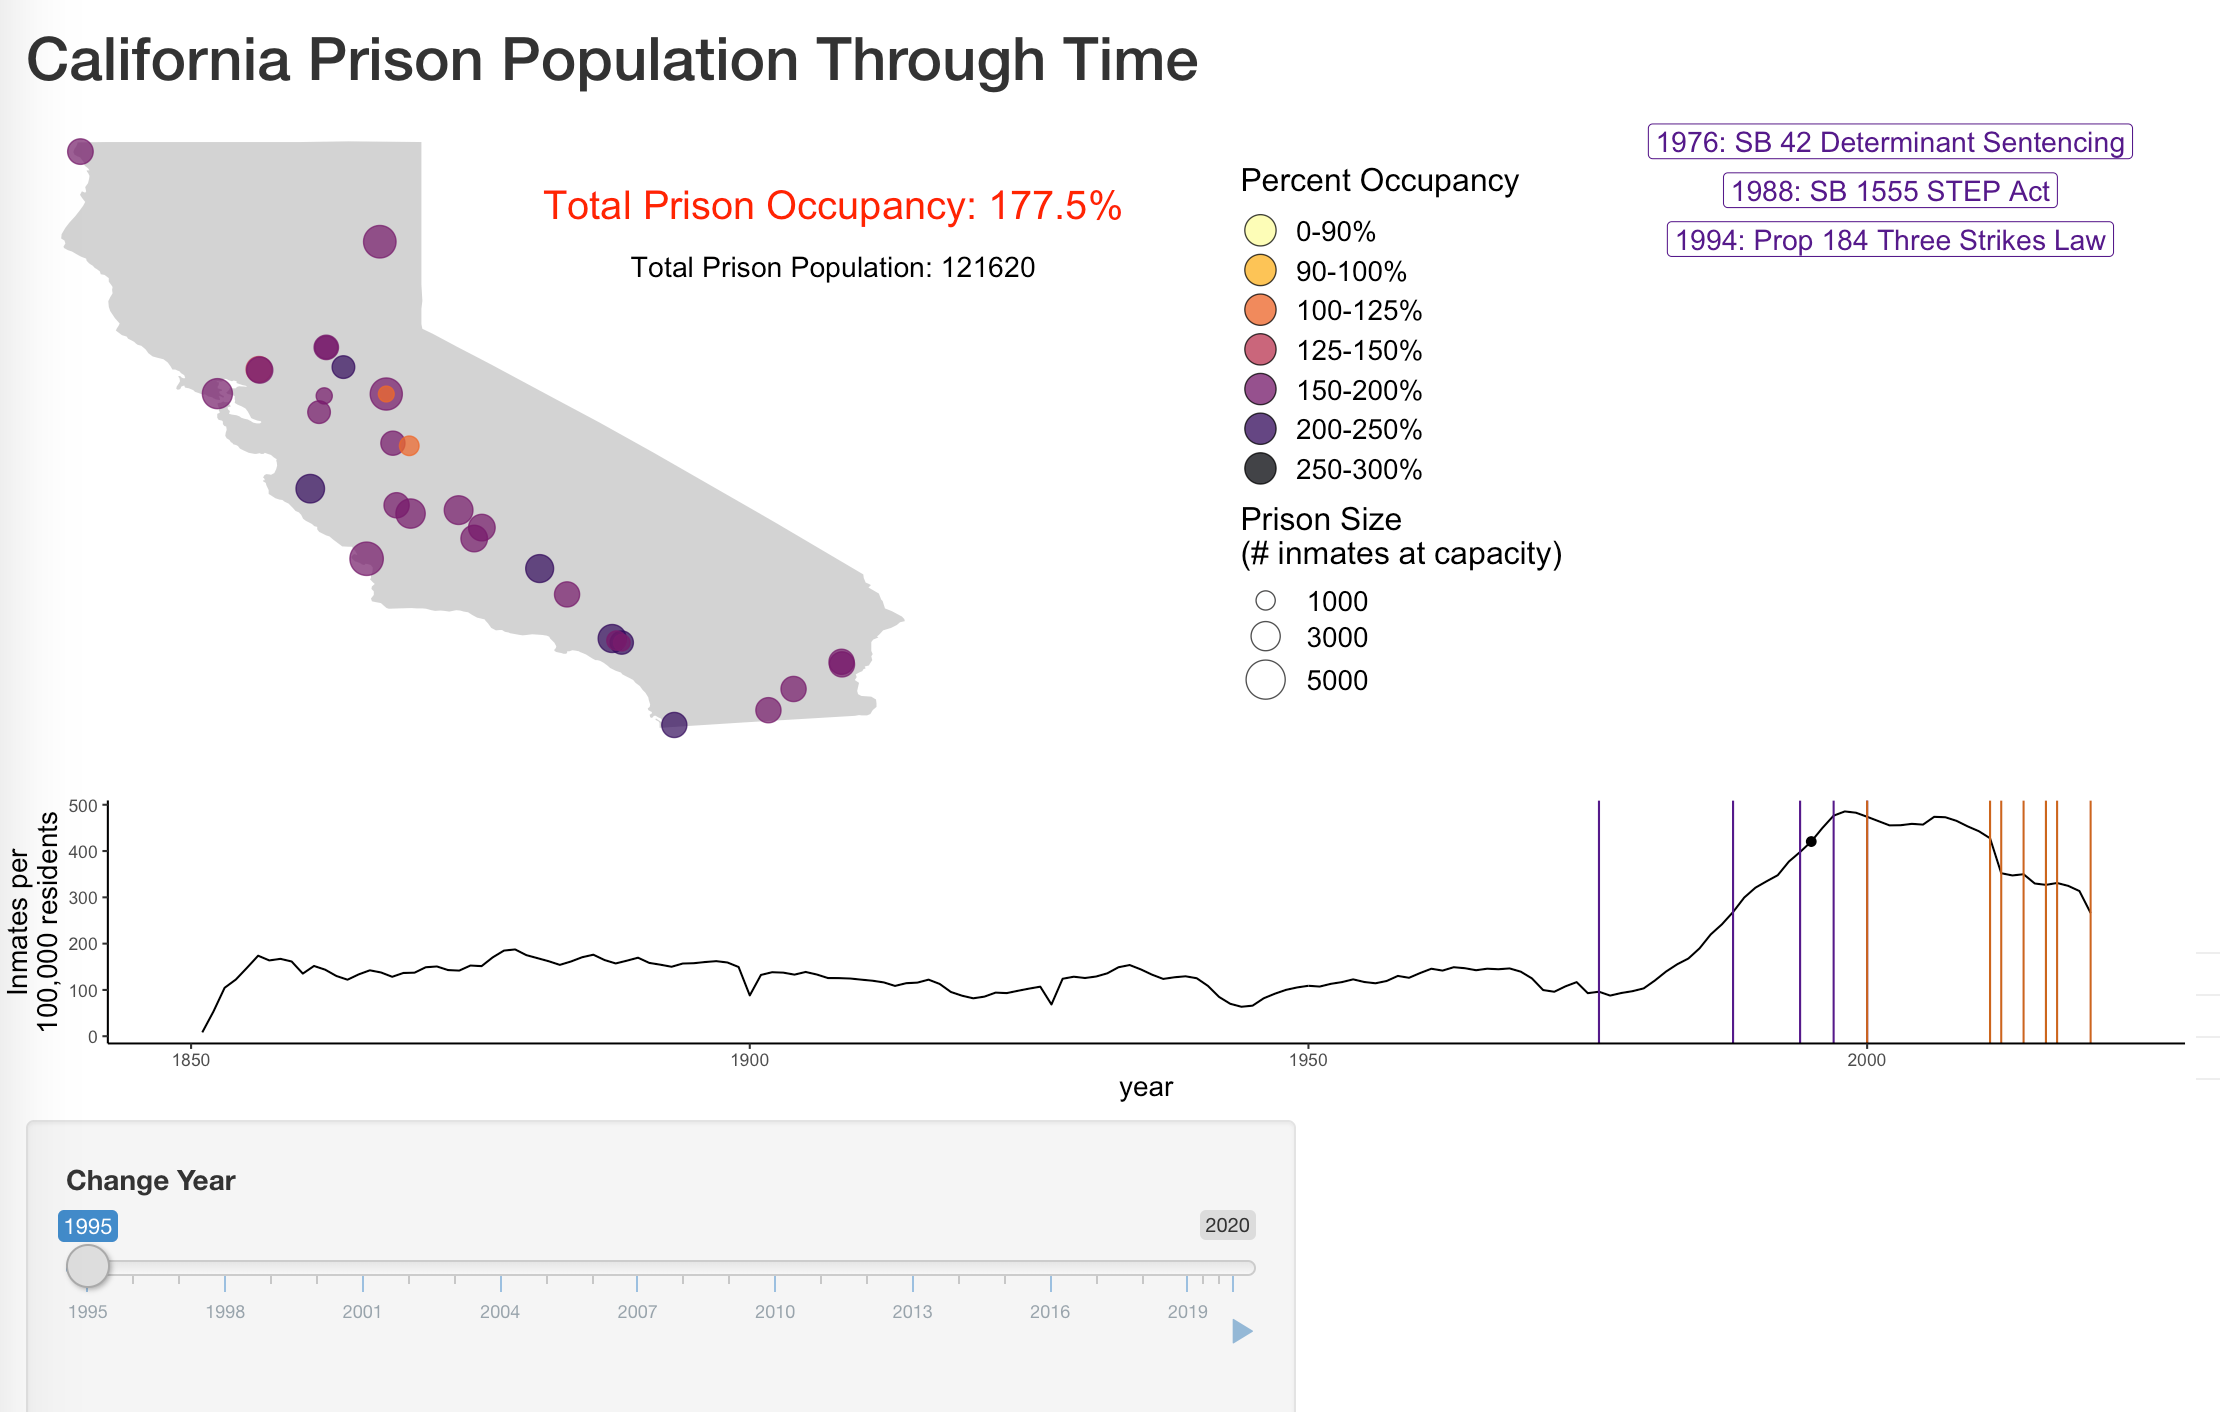 California Prison Population Through Time
Total Prison Occupancy: 177.5%
Total Prison Population: 121620
Percent Occupancy
0-90%
90-100%
100-125%
125-150%
150-200%
200-250%
250-300%
Prison Size
(# inmates at capacity)
1000
3000
5000
1976: SB 42 Determinant Sentencing
1988: SB 1555 STEP Act
1994: Prop 184 Three Strikes Law
Inmates per
100,000 residents
500
400
300
200
100
0
1850
1900
1950
2000
year
Change Year
1995
2020
1995
1998
2001
2004
2007
2010
2013
2016
2019